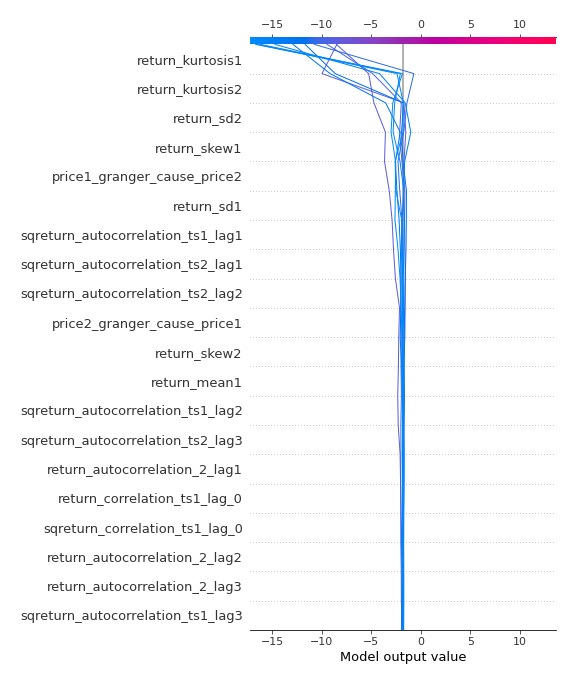 −15 −10 −5 0 5 10
return_kurtosis1
return_kurtosis2
return_sd2
return_skew1
price1_granger_cause_price2
return_sd1
sqreturn_autocorrelation_ts1_lag1
sqreturn_autocorrelation_ts2_lag1
sqreturn_autocorrelation_ts2_lag2
price2_granger_cause_price1
return_skew2
return_mean1
sqreturn_autocorrelation_ts1_lag2
sqreturn_autocorrelation_ts2_lag3
return_autocorrelation_2_lag1
return_correlation_ts1_lag_0
sqreturn_correlation_ts1_lag_0
return_autocorrelation_2_lag2
return_autocorrelation_2_lag3
sqreturn_autocorrelation_ts1_lag3
−15 −10 −5 0 5 10
Model output value